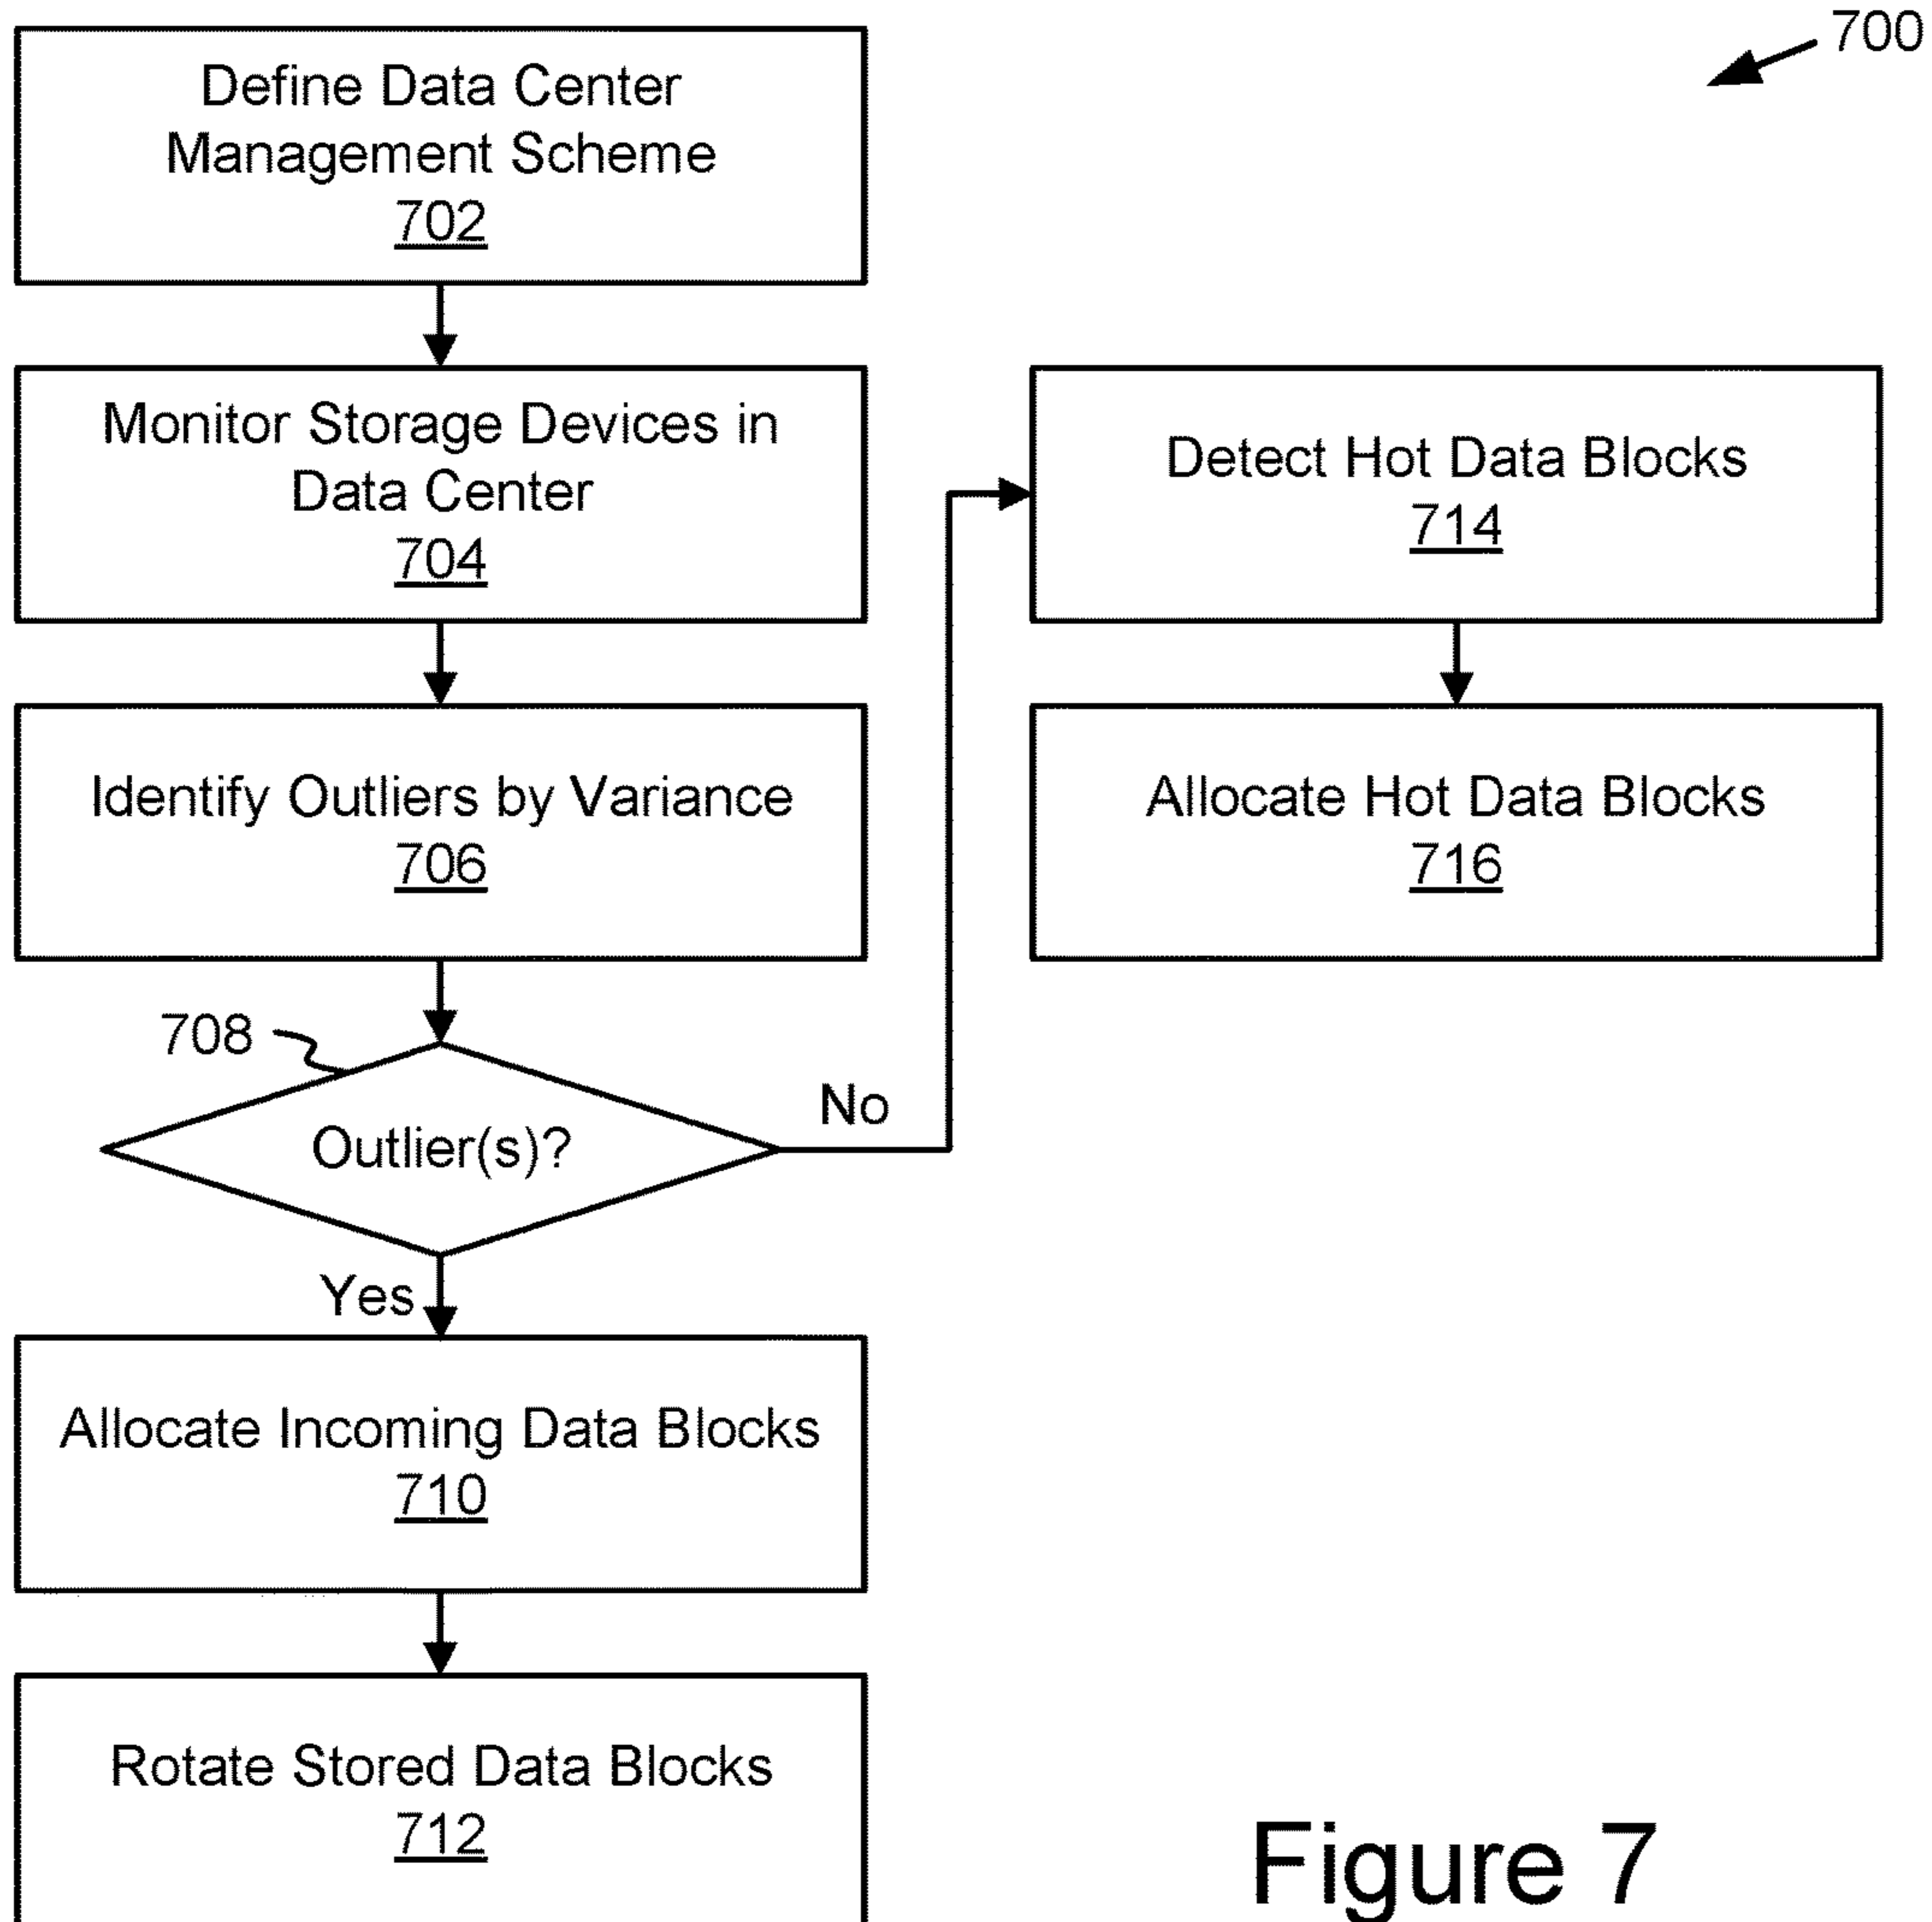 700
Define Data Center
Management Scheme
702
Monitor Storage Devices in
Data Center
704
Identify Outliers by Variance
706
708
Outlier(s)?
No
Yes
Allocate Incoming Data Blocks
710
Rotate Stored Data Blocks
712
Detect Hot Data Blocks
714
Allocate Hot Data Blocks
716
Figure 7